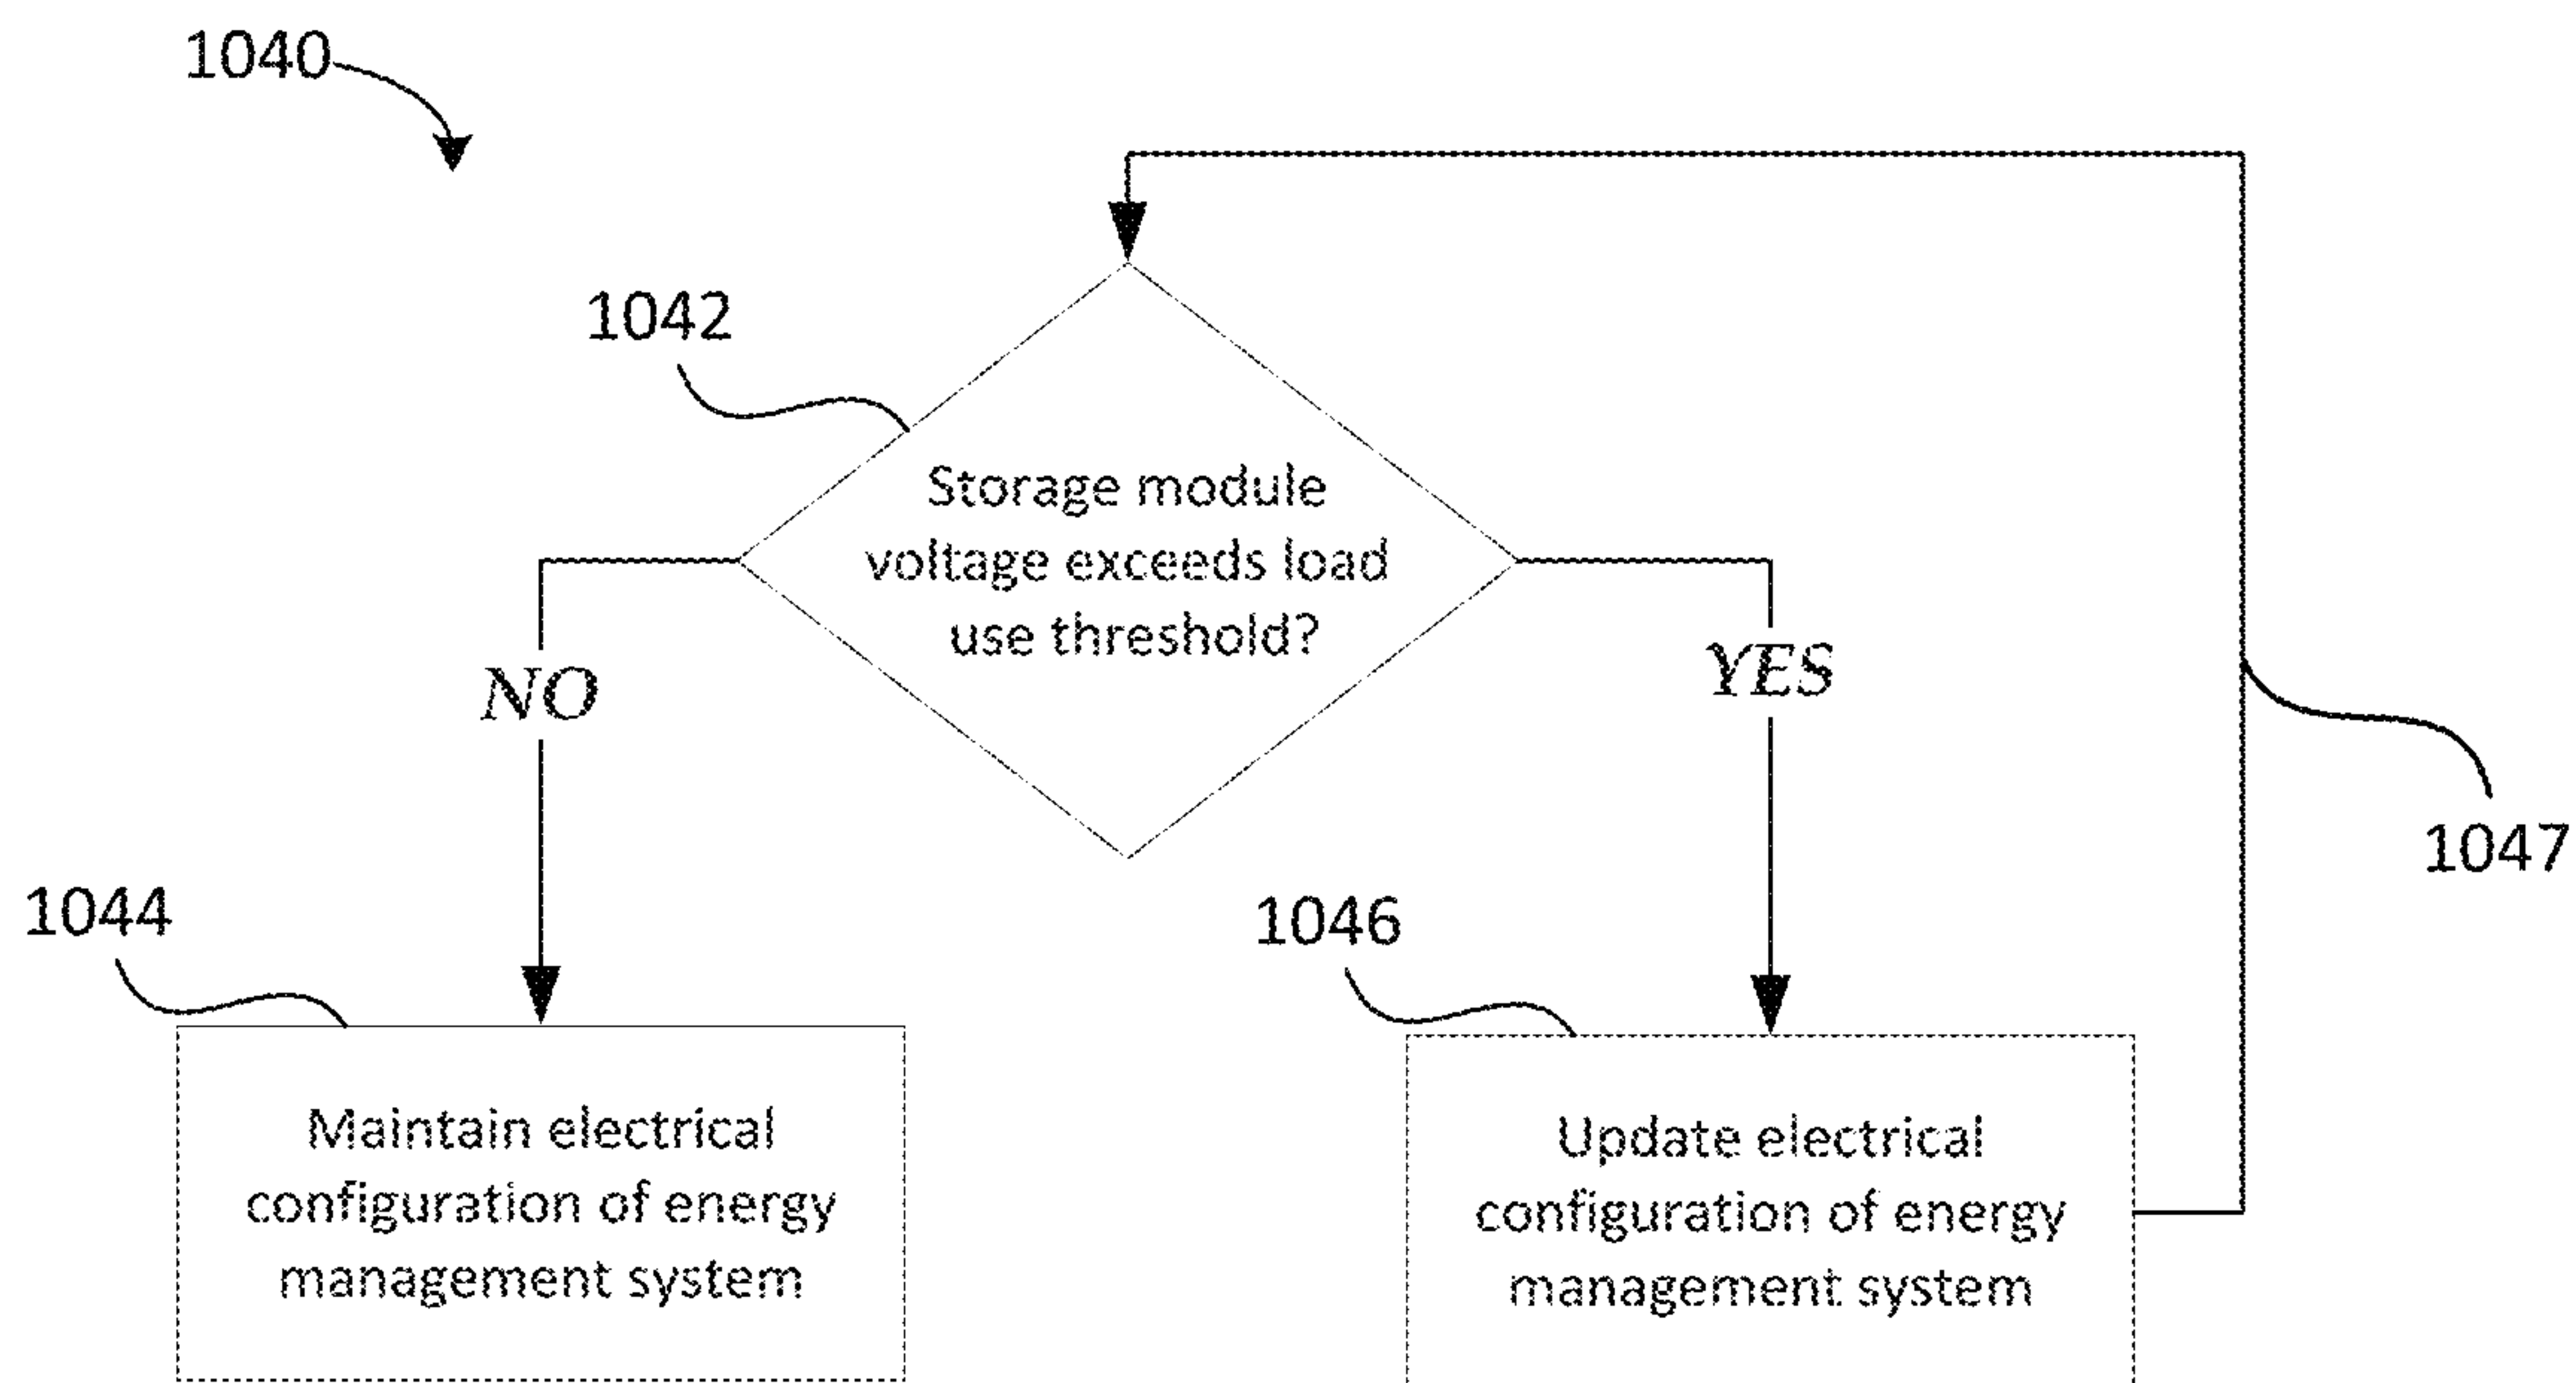 1040
1042
Storage module
voltage exceeds load
use threshold?
NO
YES
1047
1044
1046
Maintain electrical
configuration of energy
management system
Update electrical
configuration of energy
management system